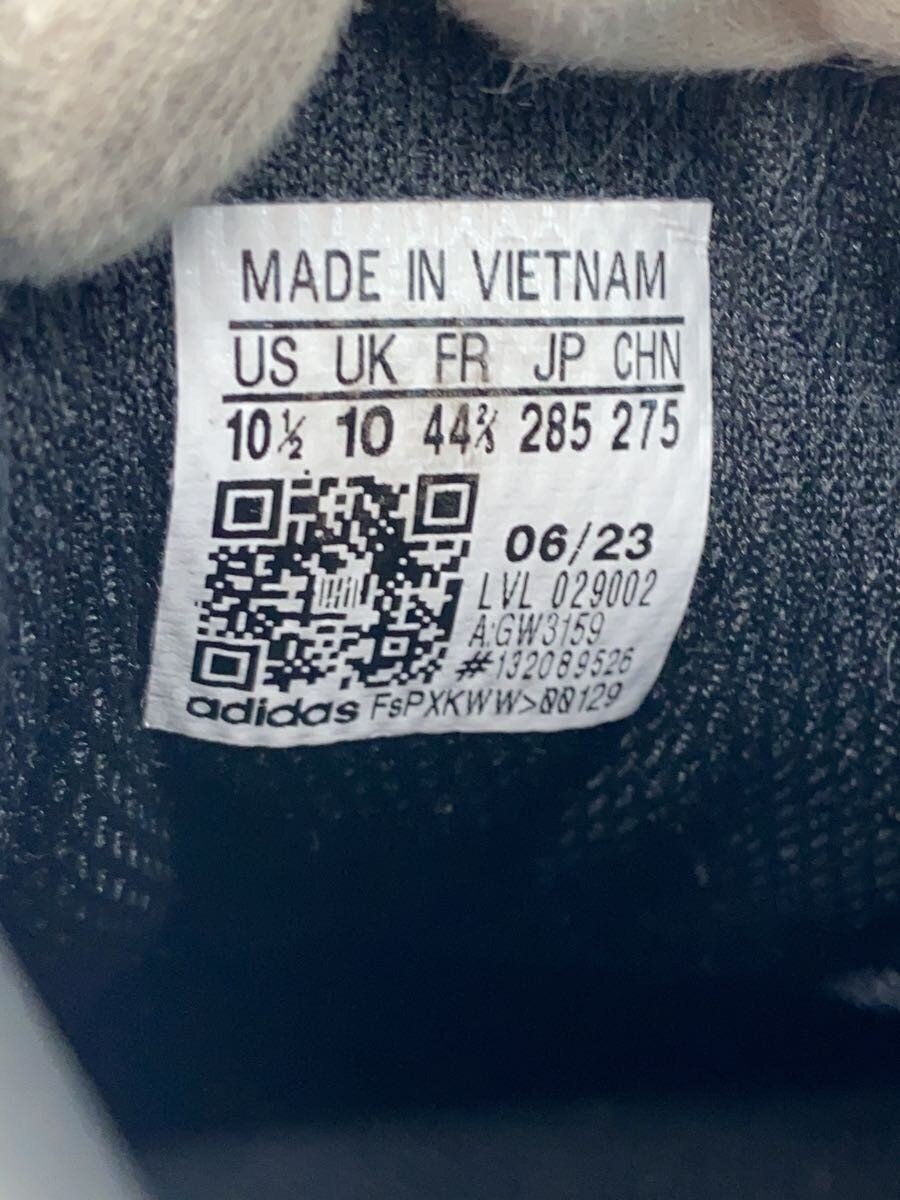 MADE IN VIETNAM
US UK FR JP CHN
10½ 10 44⅔ 285 275
06/23
LVL 029002
A:GW3159
#132089526
adidas FsPXKWW>00129